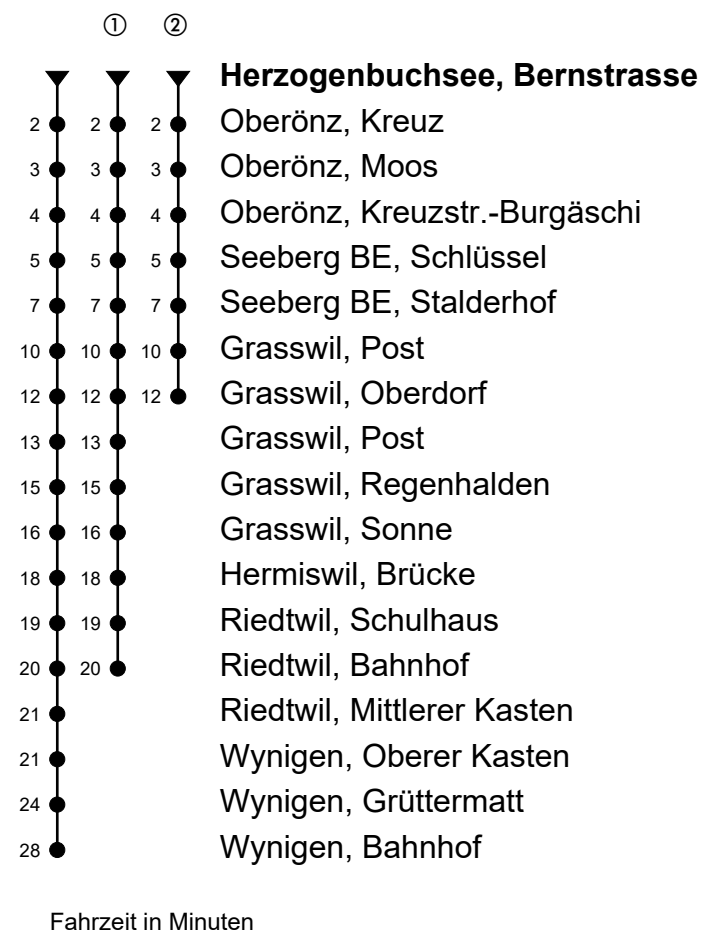 ① ②
Herzogenbuchsee, Bernstrasse
2 2 2 Oberönz, Kreuz
3 3 3 Oberönz, Moos
4 4 4 Oberönz, Kreuzstr.-Burgäschi
5 5 5 Seeberg BE, Schlüssel
7 7 7 Seeberg BE, Stalderhof
10 10 10 Grasswil, Post
12 12 12 Grasswil, Oberdorf
13 13 Grasswil, Post
15 15 Grasswil, Regenhalden
16 16 Grasswil, Sonne
18 18 Hermiswil, Brücke
19 19 Riedtwil, Schulhaus
20 20 Riedtwil, Bahnhof
21 Riedtwil, Mittlerer Kasten
21 Wynigen, Oberer Kasten
24 Wynigen, Grüttermatt
28 Wynigen, Bahnhof
Fahrzeit in Minuten